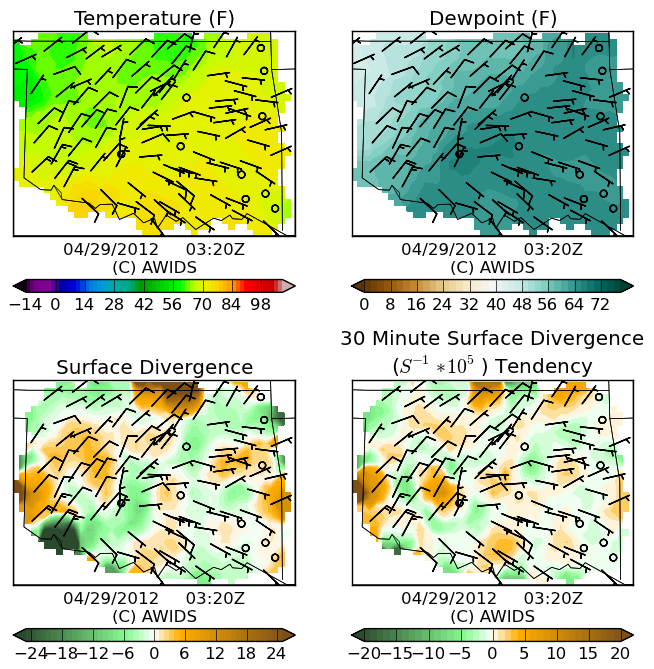 Temperature (F)
Dewpoint (F)
04/29/2012 03:20Z
(C) AWIDS
04/29/2012 03:20Z
(C) AWIDS
−14 0 14 28 42 56 70 84 98
0 8 16 24 32 40 48 56 64 72
Surface Divergence
30 Minute Surface Divergence
(S⁻¹ *10⁵ ) Tendency
04/29/2012 03:20Z
(C) AWIDS
04/29/2012 03:20Z
(C) AWIDS
−24 −18 −12 −6 0 6 12 18 24
−20 −15 −10 −5 0 5 10 15 20